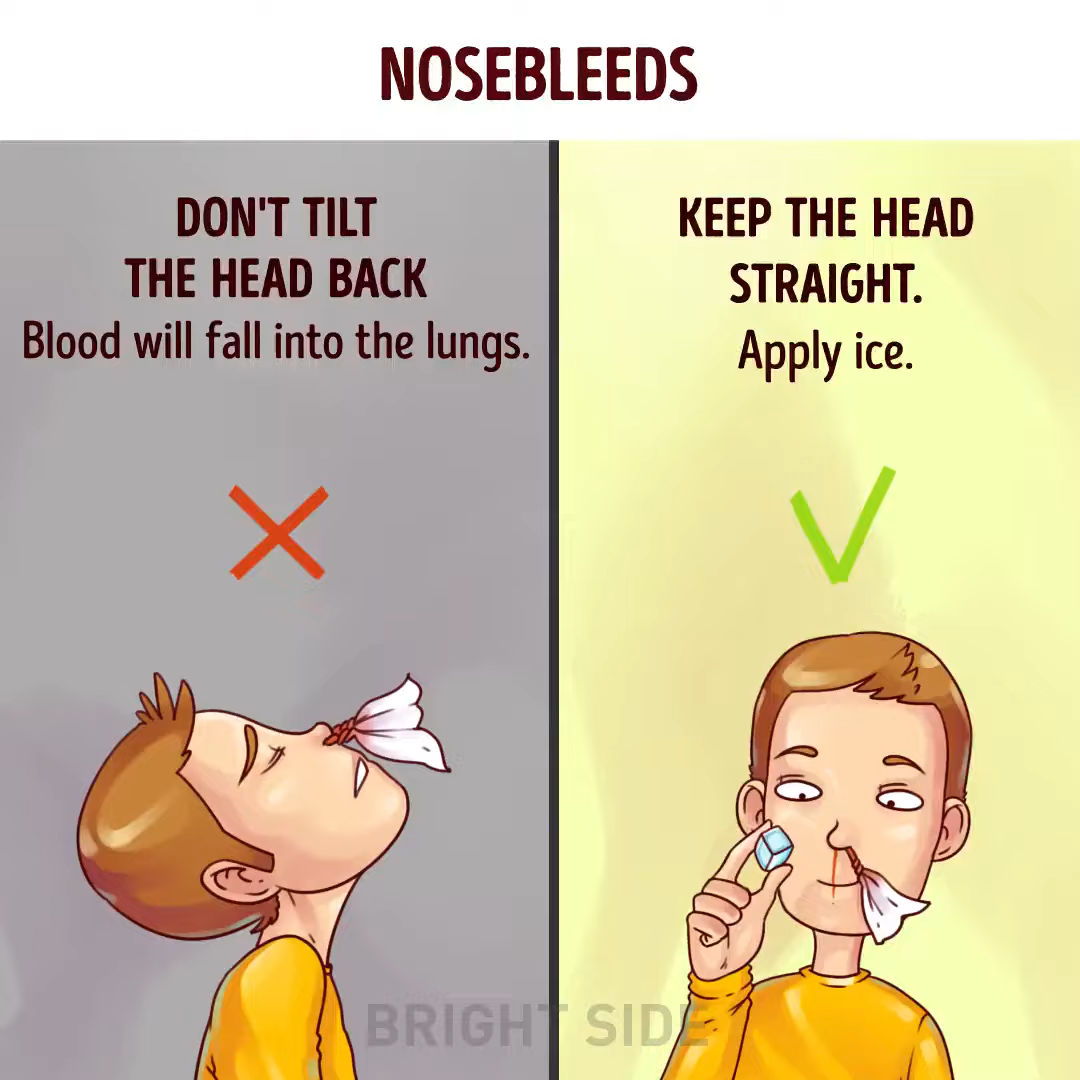 NOSEBLEEDS
DON'T TILT
THE HEAD BACK
Blood will fall into the lungs.
KEEP THE HEAD
STRAIGHT.
Apply ice.
BRIGHT SIDE